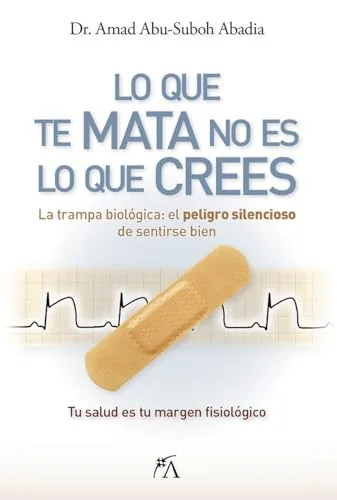 Dr. Amad Abu-Suboh Abadia
LO QUE
TE MATA NO ES
LO QUE CREES
La trampa biológica: el peligro silencioso
de sentirse bien
Tu salud es tu margen fisiológico